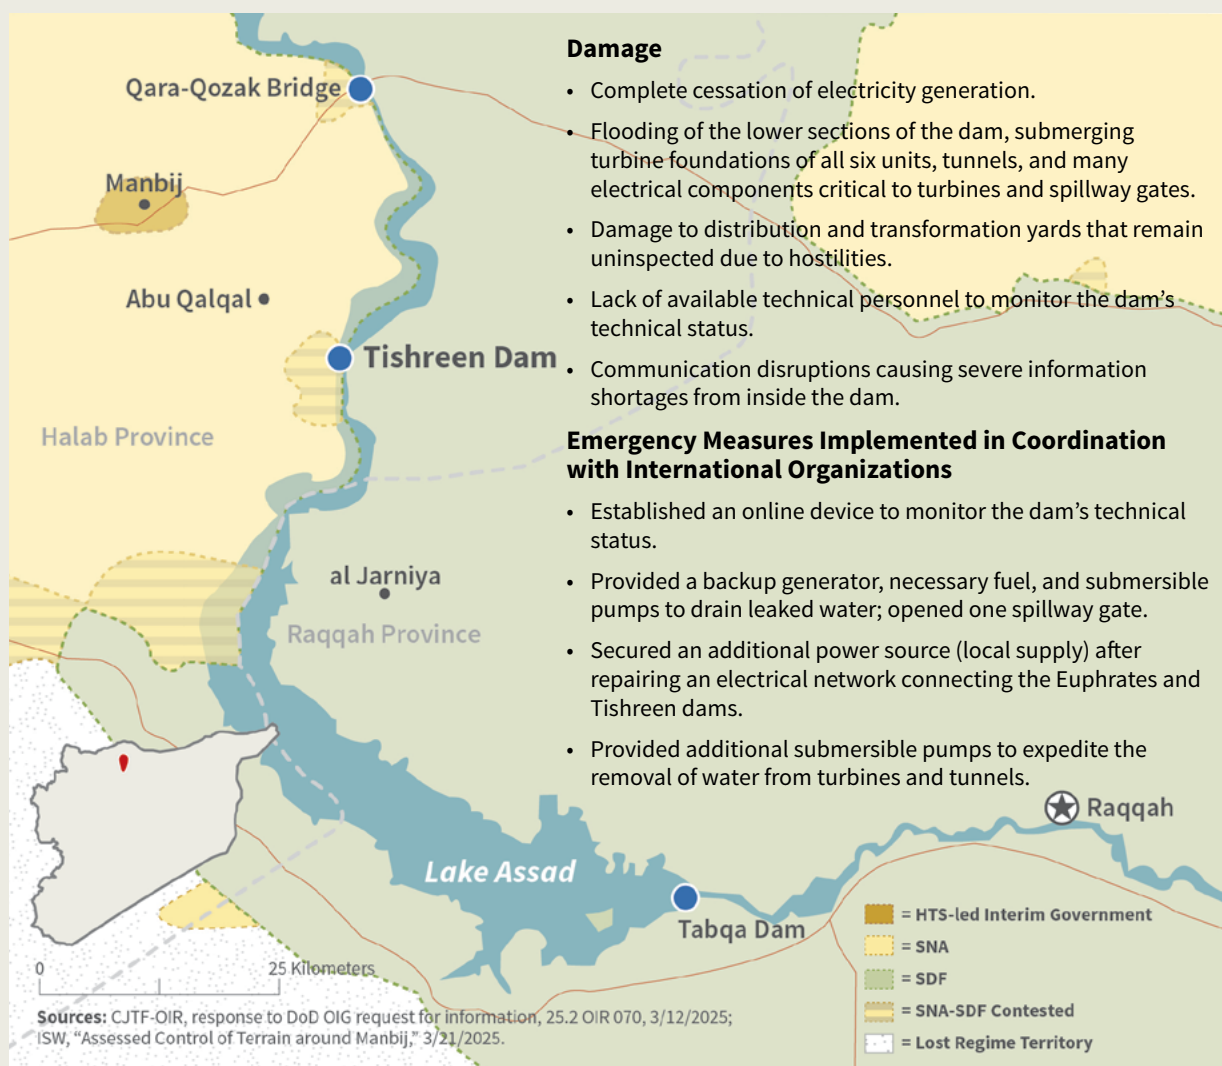 Damage
• Complete cessation of electricity generation.
• Flooding of the lower sections of the dam, submerging
turbine foundations of all six units, tunnels, and many
electrical components critical to turbines and spillway gates.
• Damage to distribution and transformation yards that remain
uninspected due to hostilities.
• Lack of available technical personnel to monitor the dam’s
technical status.
• Communication disruptions causing severe information
shortages from inside the dam.
Emergency Measures Implemented in Coordination
with International Organizations
• Established an online device to monitor the dam’s technical
status.
• Provided a backup generator, necessary fuel, and submersible
pumps to drain leaked water; opened one spillway gate.
• Secured an additional power source (local supply) after
repairing an electrical network connecting the Euphrates and
Tishreen dams.
• Provided additional submersible pumps to expedite the
removal of water from turbines and tunnels.
Qara-Qozak Bridge
Manbij
Abu Qalqal
Tishreen Dam
Halab Province
al Jarniya
Raqqah Province
Raqqah
Lake Assad
Tabqa Dam
= HTS-led Interim Government
= SNA
= SDF
= SNA-SDF Contested
= Lost Regime Territory
0
25 Kilometers
Sources: CJTF-OIR, response to DoD OIG request for information, 25.2 OIR 070, 3/12/2025;
ISW, “Assessed Control of Terrain around Manbij,” 3/21/2025.